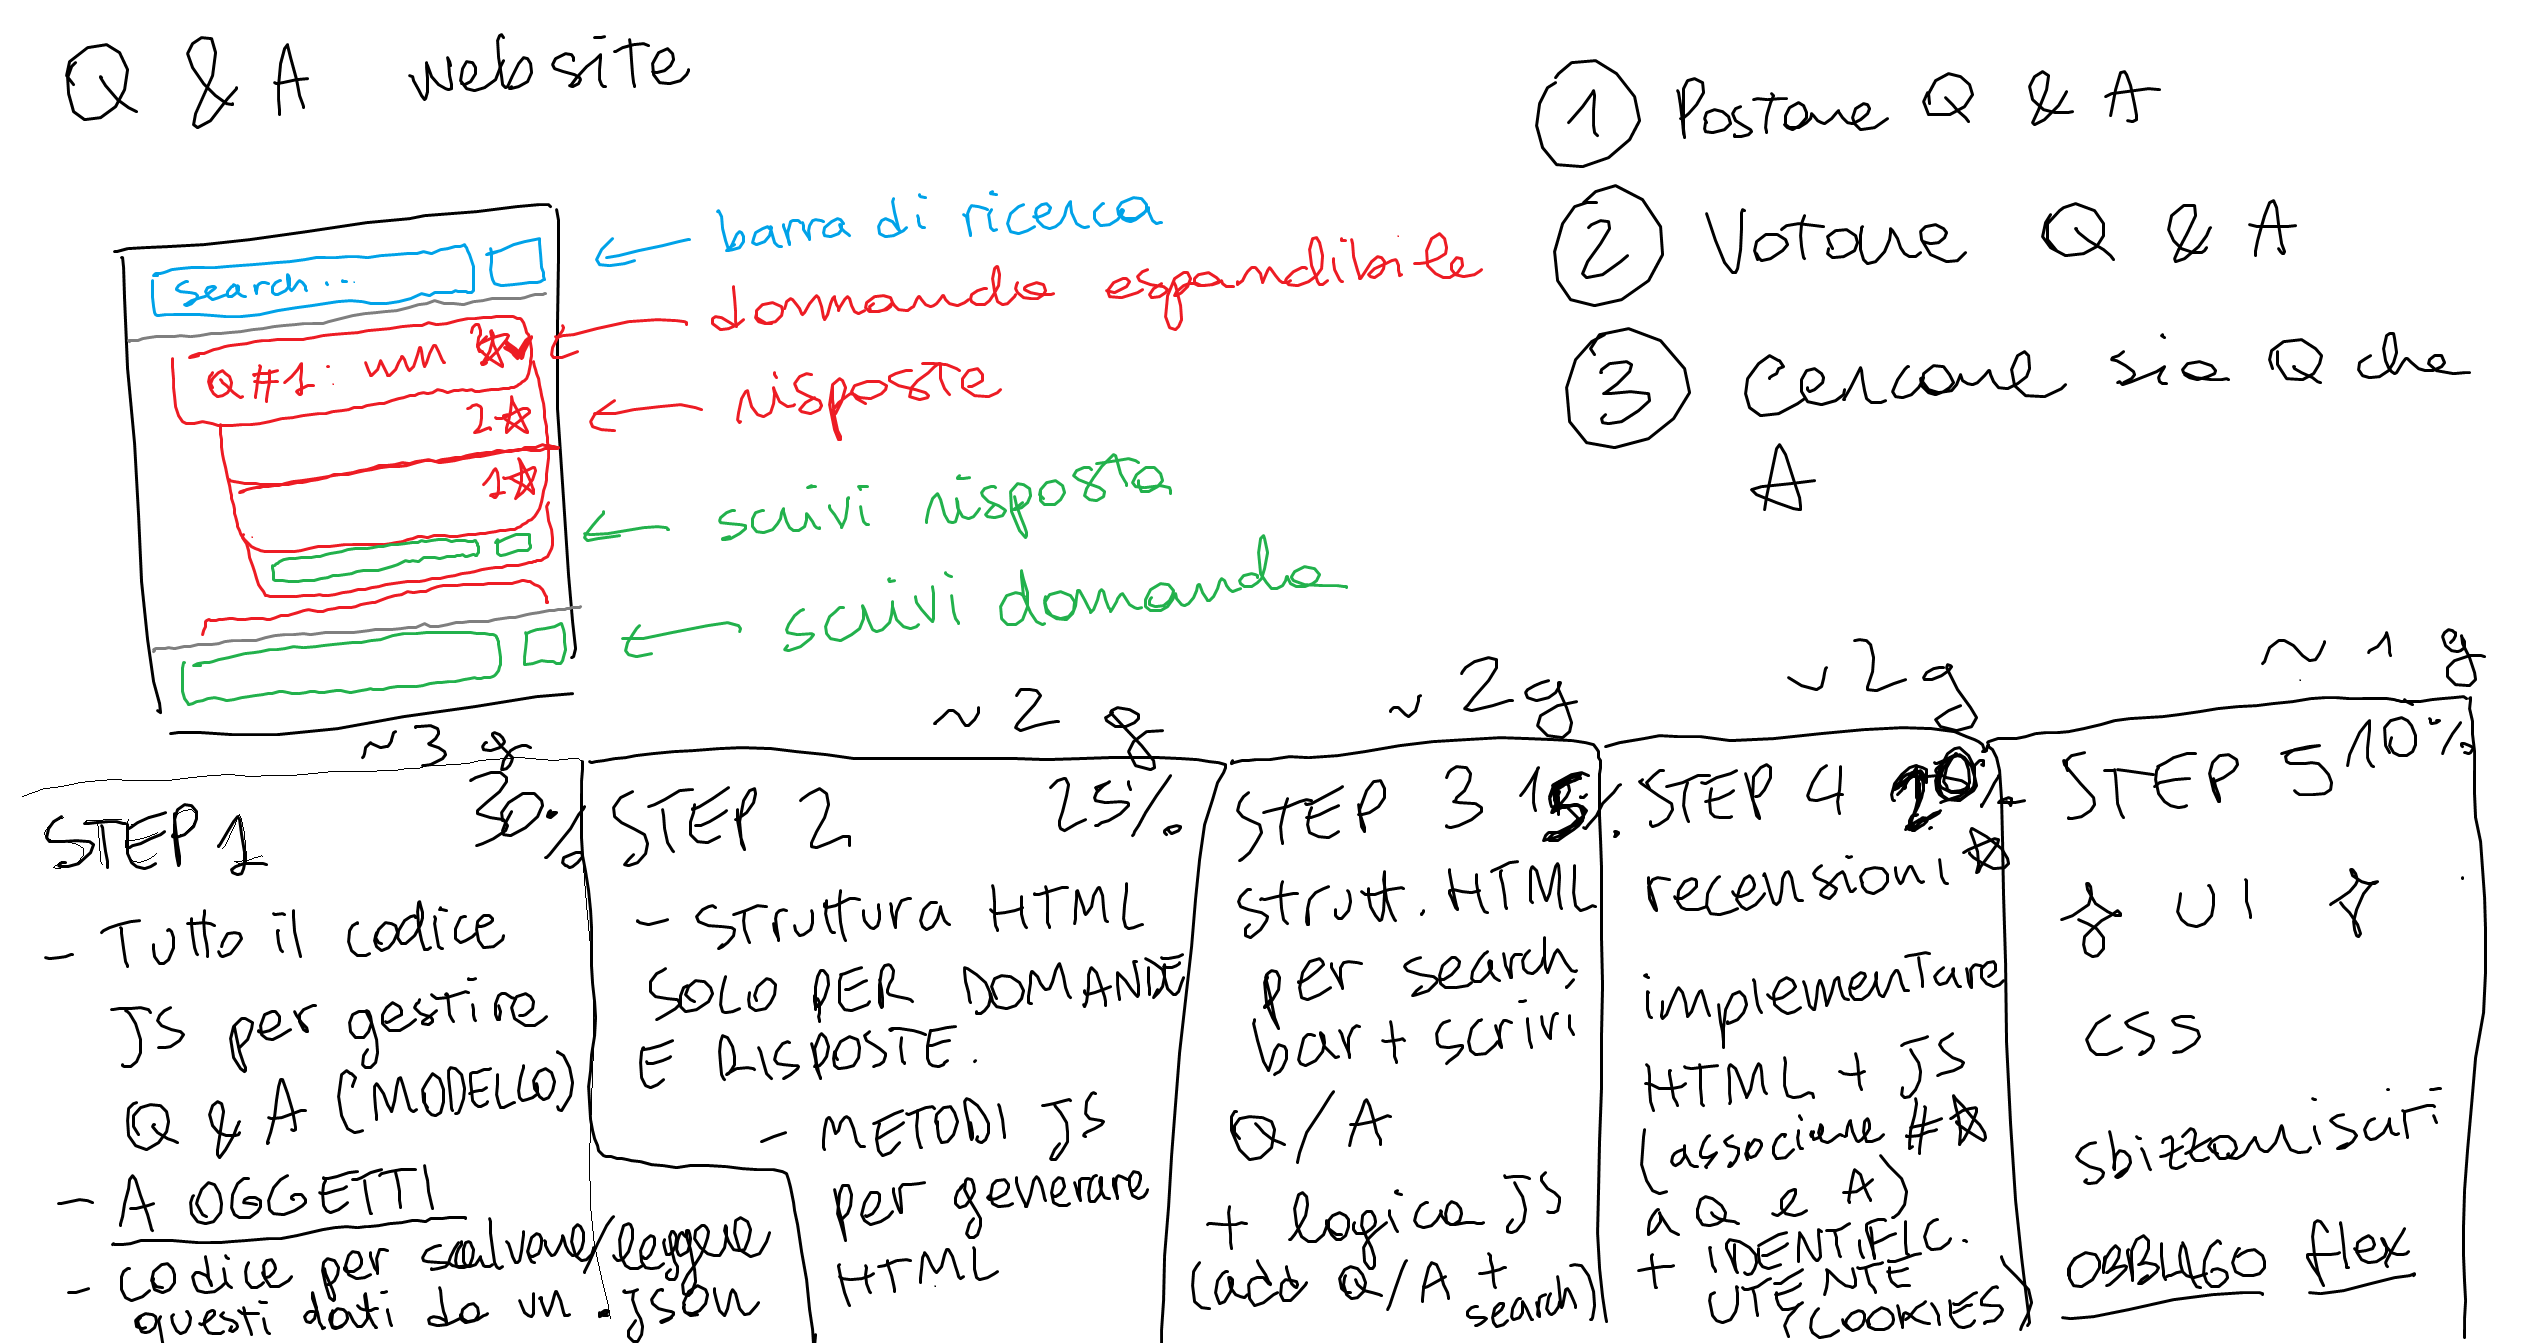 Q & A website
① Postare Q & A
② Votare Q & A
③ Cercare sia Q che
A
search...
← barra di ricerca
Q#1: 3☆
← domanda espandibile
2☆
← risposte
1☆
← scrivi risposta
← scrivi domanda
~3 g
STEP 1 30%
- Tutto il codice
JS per gestire
Q & A (MODELLO)
- A OGGETTI
- codice per salvare/leggere
questi dati da un .json
~2 g
STEP 2 25%
- struttura HTML
SOLO PER DOMANDE
E RISPOSTE.
- METODI JS
per generare
HTML
~2g
STEP 3 15%
strutt. HTML
per search
bar + scrivi
Q/A
+ logica JS
(add Q/A +
search)
~2g
STEP 4 20%
recensioni ☆
implementare
HTML + JS
(associare #☆
a Q e A)
+ IDENTIFIC.
UTENTE
(COOKIES)
~1 g
STEP 5 10%
UI
CSS
sbizzarrisciti
OBBLIGO flex